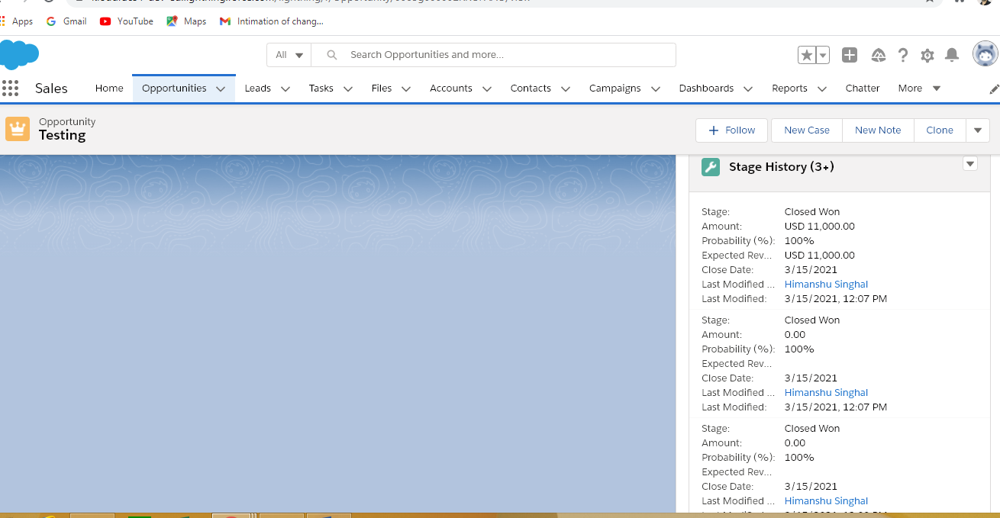 Apps Gmail YouTube Maps Intimation of chang...
All Search Opportunities and more...
Sales Home Opportunities Leads Tasks Files Accounts Contacts Campaigns Dashboards Reports Chatter More
Opportunity
Testing
+ Follow New Case New Note Clone
Stage History (3+)
Stage: Closed Won
Amount: USD 11,000.00
Probability (%): 100%
Expected Rev... USD 11,000.00
Close Date: 3/15/2021
Last Modified ... Himanshu Singhal
Last Modified: 3/15/2021, 12:07 PM
Stage: Closed Won
Amount: 0.00
Probability (%): 100%
Expected Rev...
Close Date: 3/15/2021
Last Modified ... Himanshu Singhal
Last Modified: 3/15/2021, 12:07 PM
Stage: Closed Won
Amount: 0.00
Probability (%): 100%
Expected Rev...
Close Date: 3/15/2021
Last Modified ... Himanshu Singhal